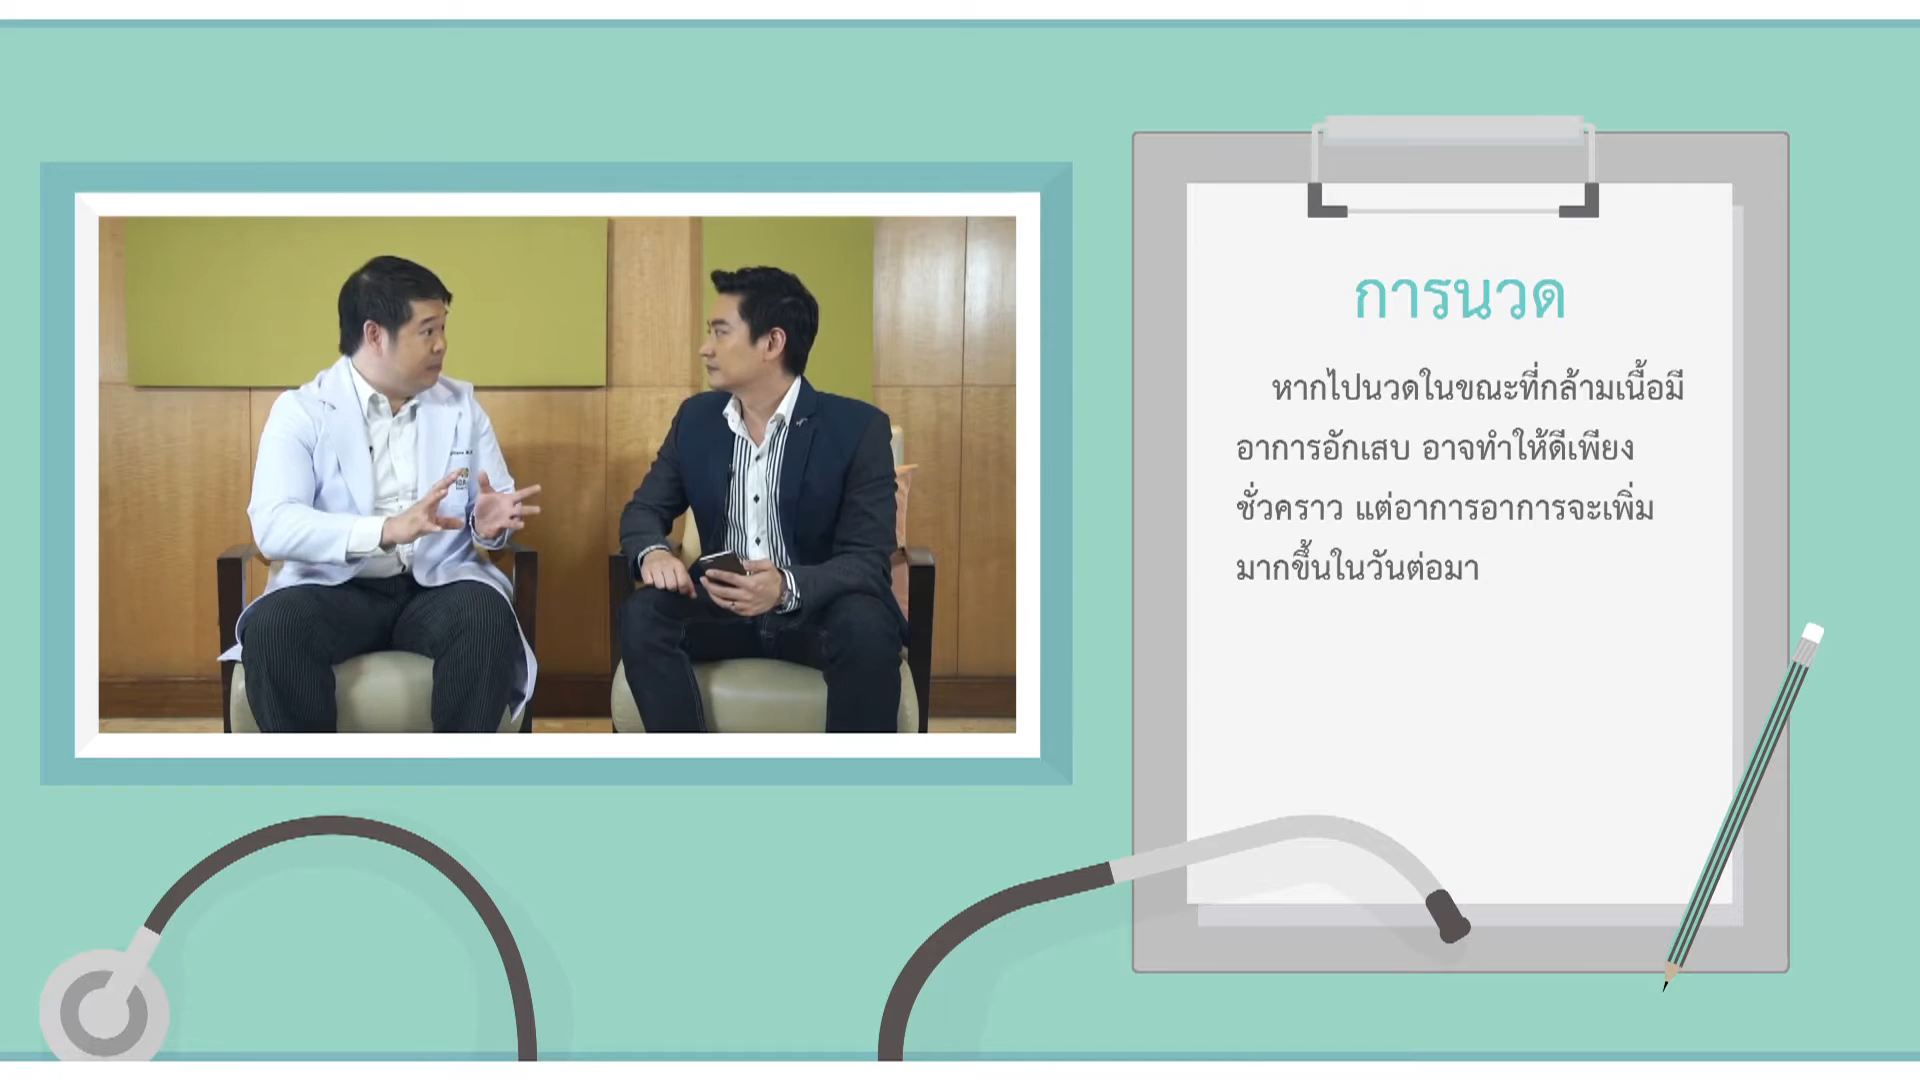 การนวด
หากไปนวดในขณะที่กล้ามเนื้อมี
อาการอักเสบ อาจทำให้ดีเพียง
ชั่วคราว แต่อาการอาการจะเพิ่ม
มากขึ้นในวันต่อมา